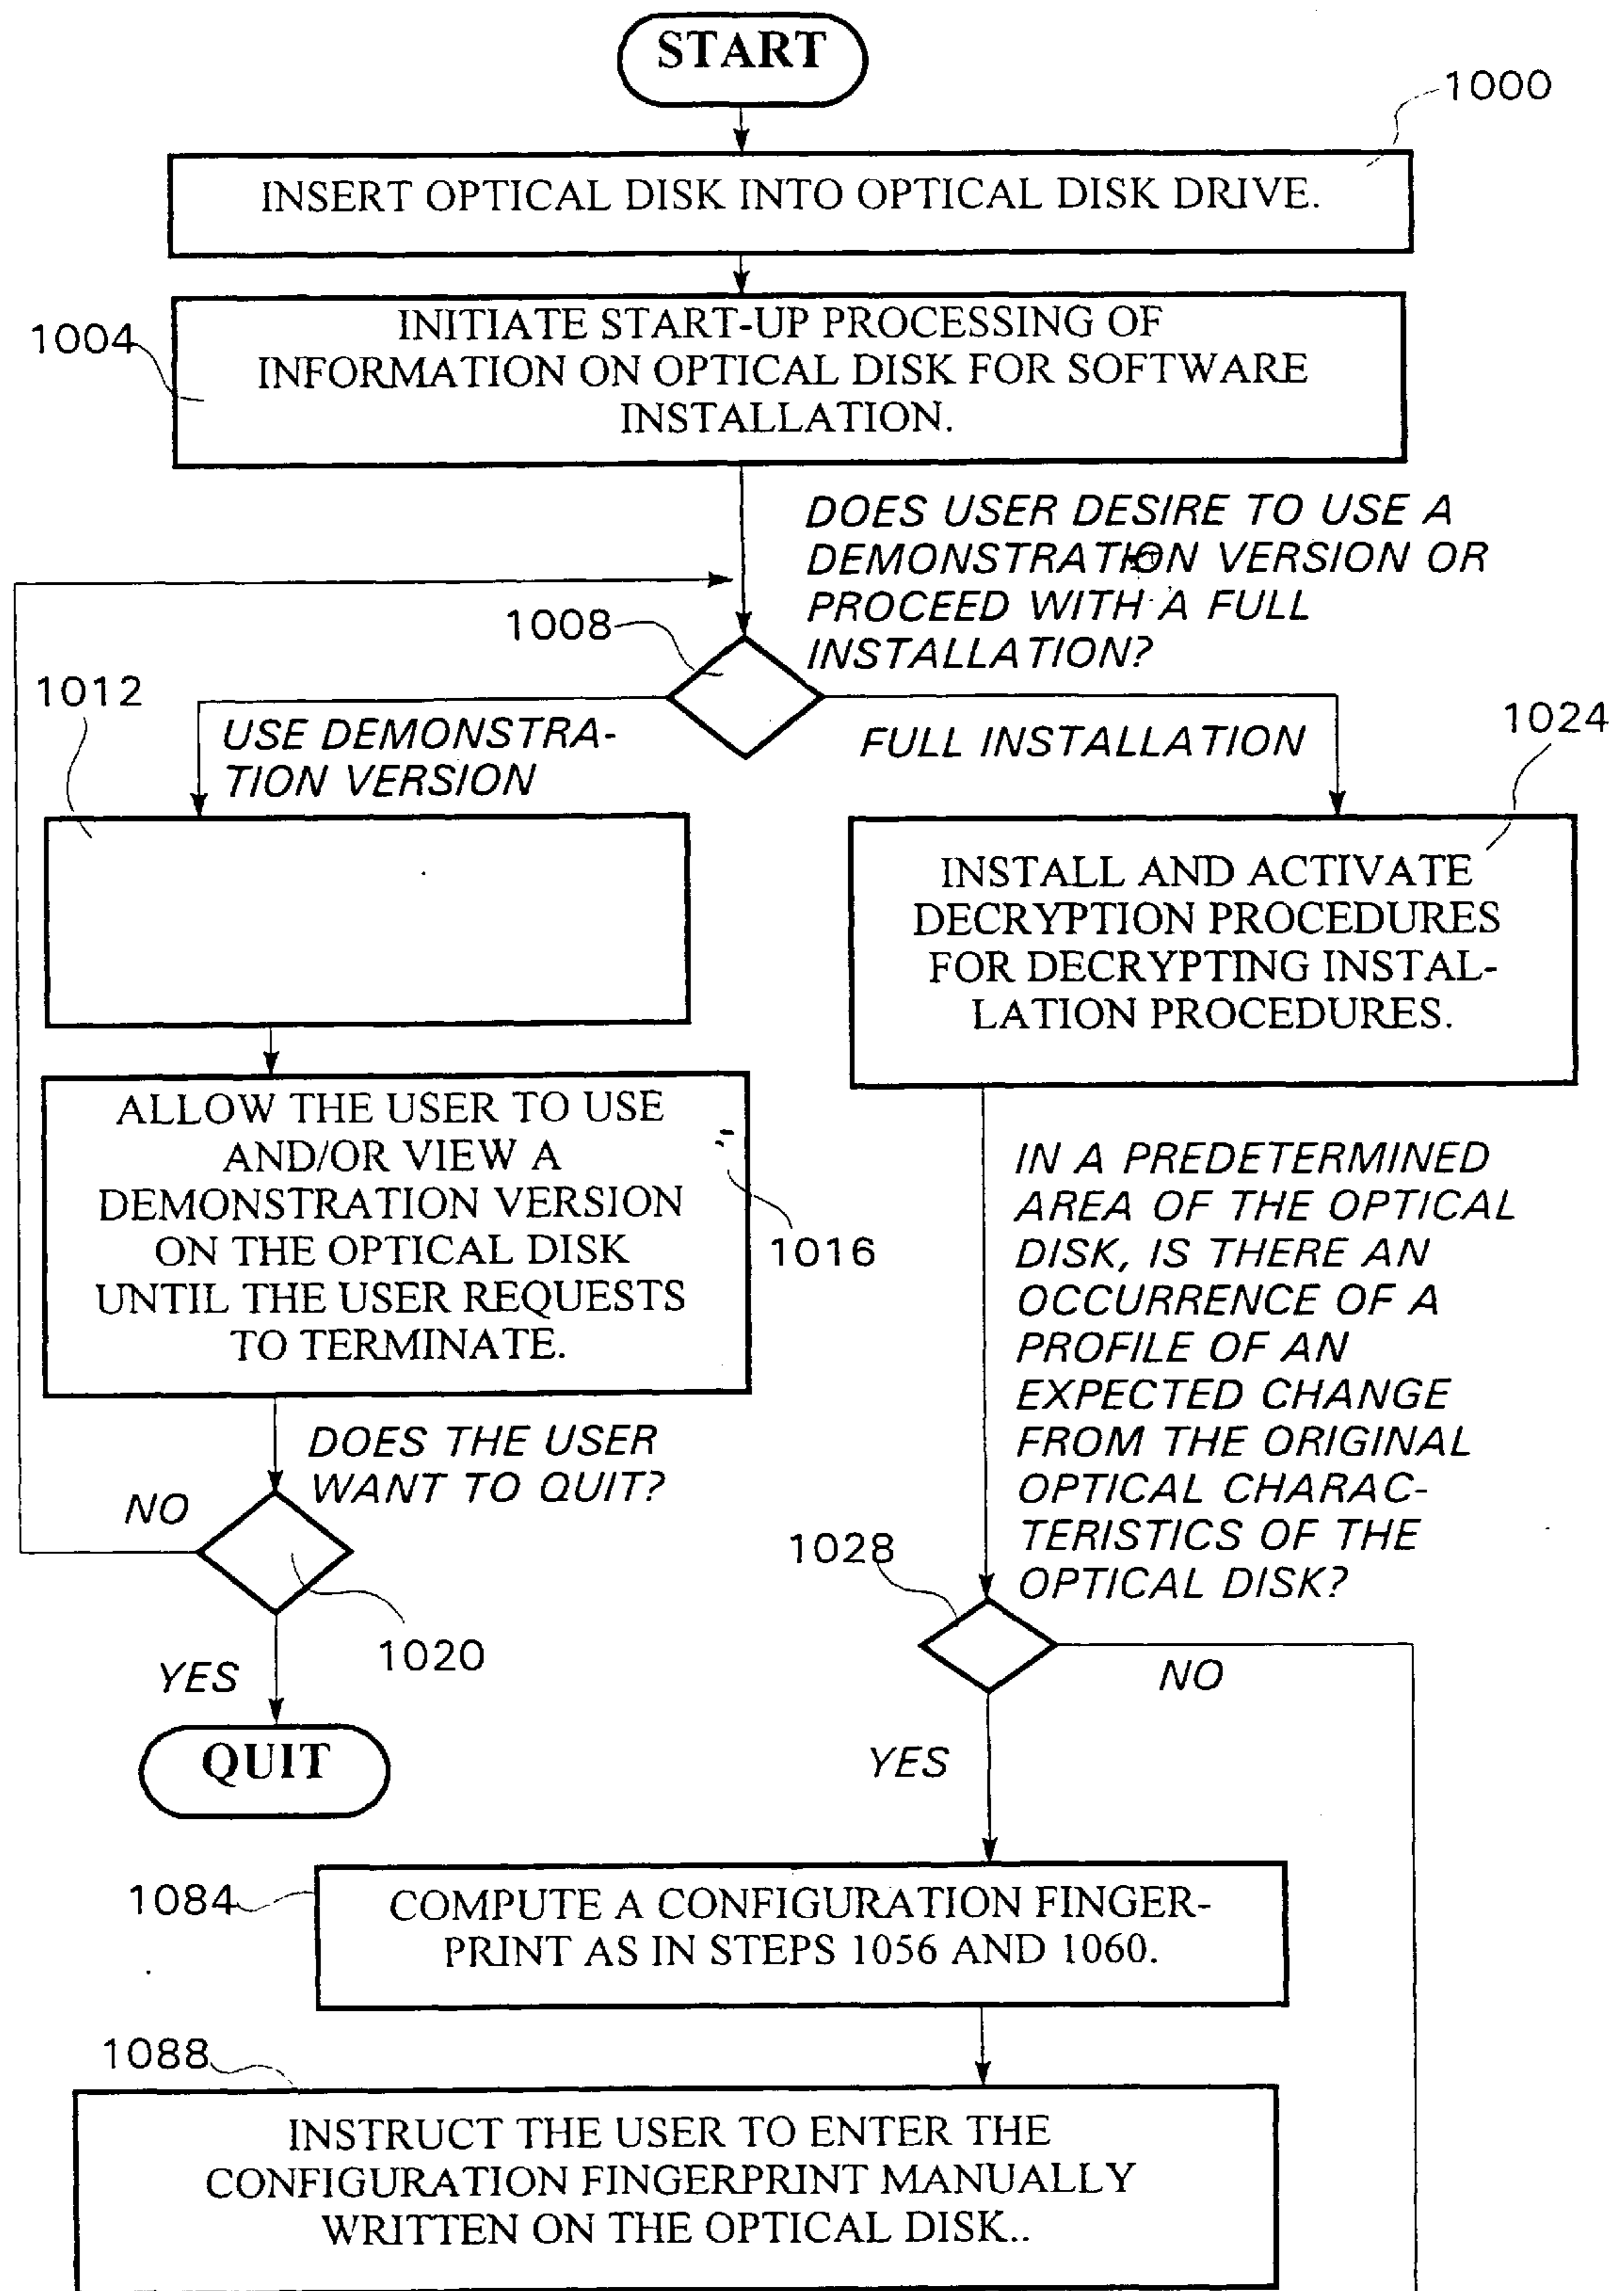 START
1000
INSERT OPTICAL DISK INTO OPTICAL DISK DRIVE.
1004
INITIATE START-UP PROCESSING OF
INFORMATION ON OPTICAL DISK FOR SOFTWARE
INSTALLATION.
DOES USER DESIRE TO USE A
DEMONSTRATION VERSION OR
PROCEED WITH A FULL
INSTALLATION?
1008
1012
USE DEMONSTRA-
TION VERSION
FULL INSTALLATION
1024
INSTALL AND ACTIVATE
DECRYPTION PROCEDURES
FOR DECRYPTING INSTAL-
LATION PROCEDURES.
ALLOW THE USER TO USE
AND/OR VIEW A
DEMONSTRATION VERSION
ON THE OPTICAL DISK
UNTIL THE USER REQUESTS
TO TERMINATE.
1016
IN A PREDETERMINED
AREA OF THE OPTICAL
DISK, IS THERE AN
OCCURRENCE OF A
PROFILE OF AN
EXPECTED CHANGE
FROM THE ORIGINAL
OPTICAL CHARAC-
TERISTICS OF THE
OPTICAL DISK?
DOES THE USER
WANT TO QUIT?
NO
1020
YES
QUIT
1028
NO
YES
1084
COMPUTE A CONFIGURATION FINGER-
PRINT AS IN STEPS 1056 AND 1060.
1088
INSTRUCT THE USER TO ENTER THE
CONFIGURATION FINGERPRINT MANUALLY
WRITTEN ON THE OPTICAL DISK..